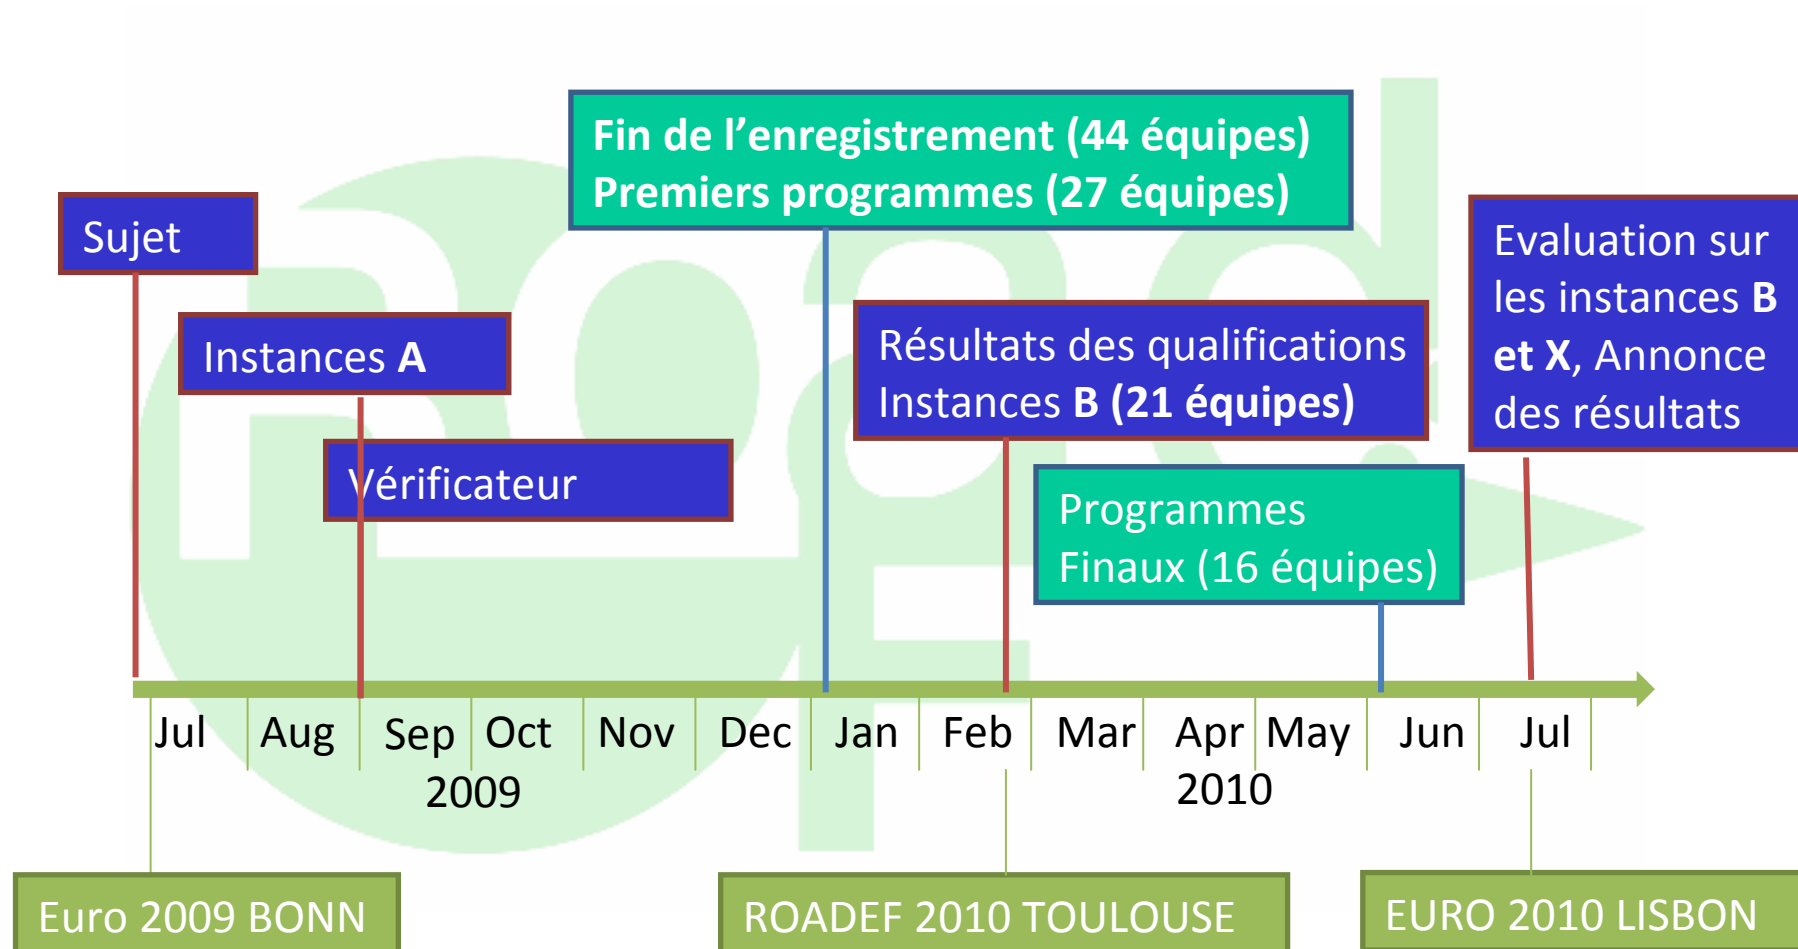 Fin de l’enregistrement (44 équipes)
Premiers programmes (27 équipes)
Sujet
Evaluation sur
les instances B
et X, Annonce
des résultats
Instances A
Résultats des qualifications
Instances B (21 équipes)
Vérificateur
Programmes
Finaux (16 équipes)
Jul Aug Sep Oct Nov Dec Jan Feb Mar Apr May Jun Jul
2009 2010
Euro 2009 BONN
ROADEF 2010 TOULOUSE
EURO 2010 LISBON